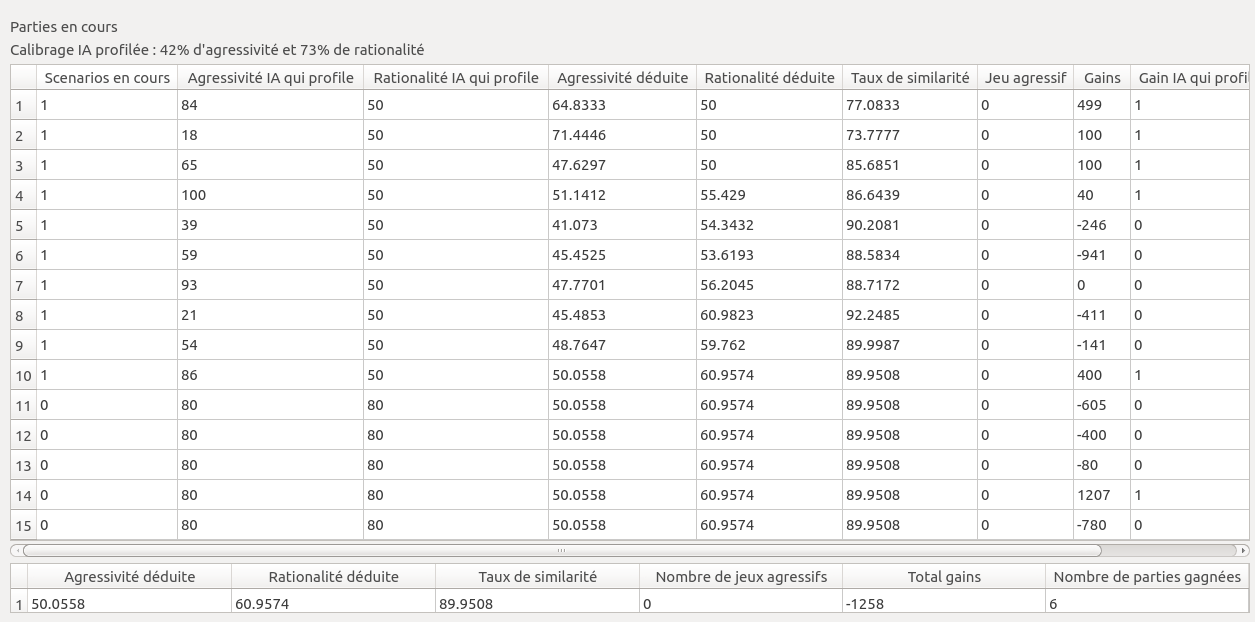 Parties en cours
Calibrage IA profilée : 42% d'agressivité et 73% de rationalité
Scenarios en cours Agressivité IA qui profile Rationalité IA qui profile Agressivité déduite Rationalité déduite Taux de similarité Jeu agressif Gains Gain IA qui profil
1 1 84 50 64.8333 50 77.0833 0 499 1
2 1 18 50 71.4446 50 73.7777 0 100 1
3 1 65 50 47.6297 50 85.6851 0 100 1
4 1 100 50 51.1412 55.429 86.6439 0 40 1
5 1 39 50 41.073 54.3432 90.2081 0 -246 0
6 1 59 50 45.4525 53.6193 88.5834 0 -941 0
7 1 93 50 47.7701 56.2045 88.7172 0 0 0
8 1 21 50 45.4853 60.9823 92.2485 0 -411 0
9 1 54 50 48.7647 59.762 89.9987 0 -141 0
10 1 86 50 50.0558 60.9574 89.9508 0 400 1
11 0 80 80 50.0558 60.9574 89.9508 0 -605 0
12 0 80 80 50.0558 60.9574 89.9508 0 -400 0
13 0 80 80 50.0558 60.9574 89.9508 0 -80 0
14 0 80 80 50.0558 60.9574 89.9508 0 1207 1
15 0 80 80 50.0558 60.9574 89.9508 0 -780 0
Agressivité déduite Rationalité déduite Taux de similarité Nombre de jeux agressifs Total gains Nombre de parties gagnées
1 50.0558 60.9574 89.9508 0 -1258 6